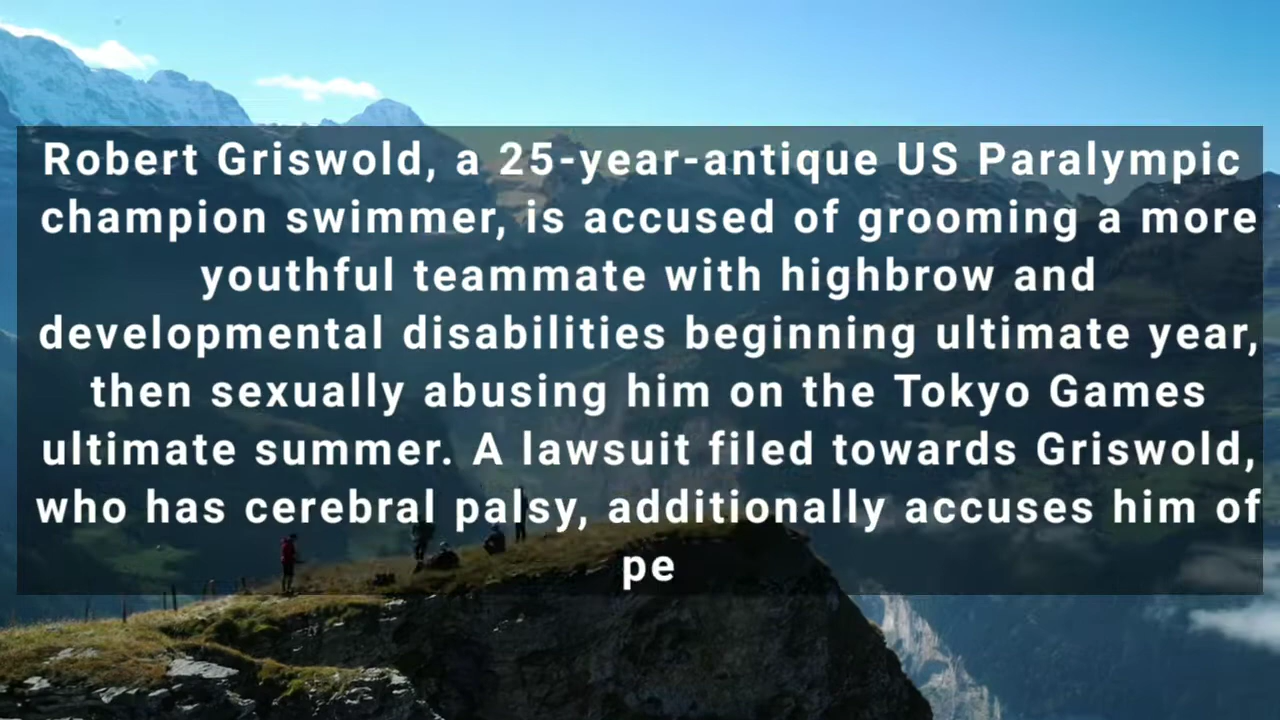 Robert Griswold, a 25-year-antique US Paralympic
champion swimmer, is accused of grooming a more
youthful teammate with highbrow and
developmental disabilities beginning ultimate year,
then sexually abusing him on the Tokyo Games
ultimate summer. A lawsuit filed towards Griswold,
who has cerebral palsy, additionally accuses him of
pe